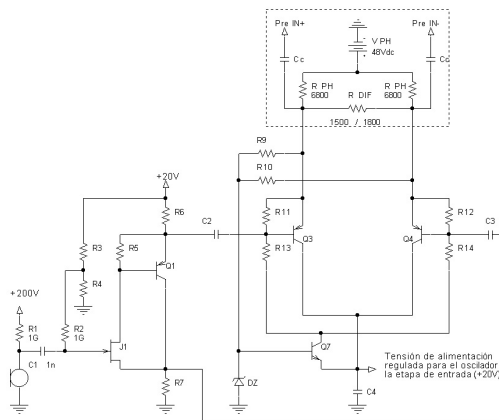 Pre IN+
Pre IN-
V PH
48Vdc
Cc
Cc
R PH
6800
R DIF
R PH
6800
1500 / 1800
R9
R10
+20V
R6
C2
R11
R12
C3
R3
R5
Q1
R13
Q3
Q4
R14
R4
+200V
R1
1G
R2
1G
J1
Q7
C1
1n
R7
DZ
C4
Tensión de alimentación
regulada para el oscilador
la etapa de entrada (+20V)